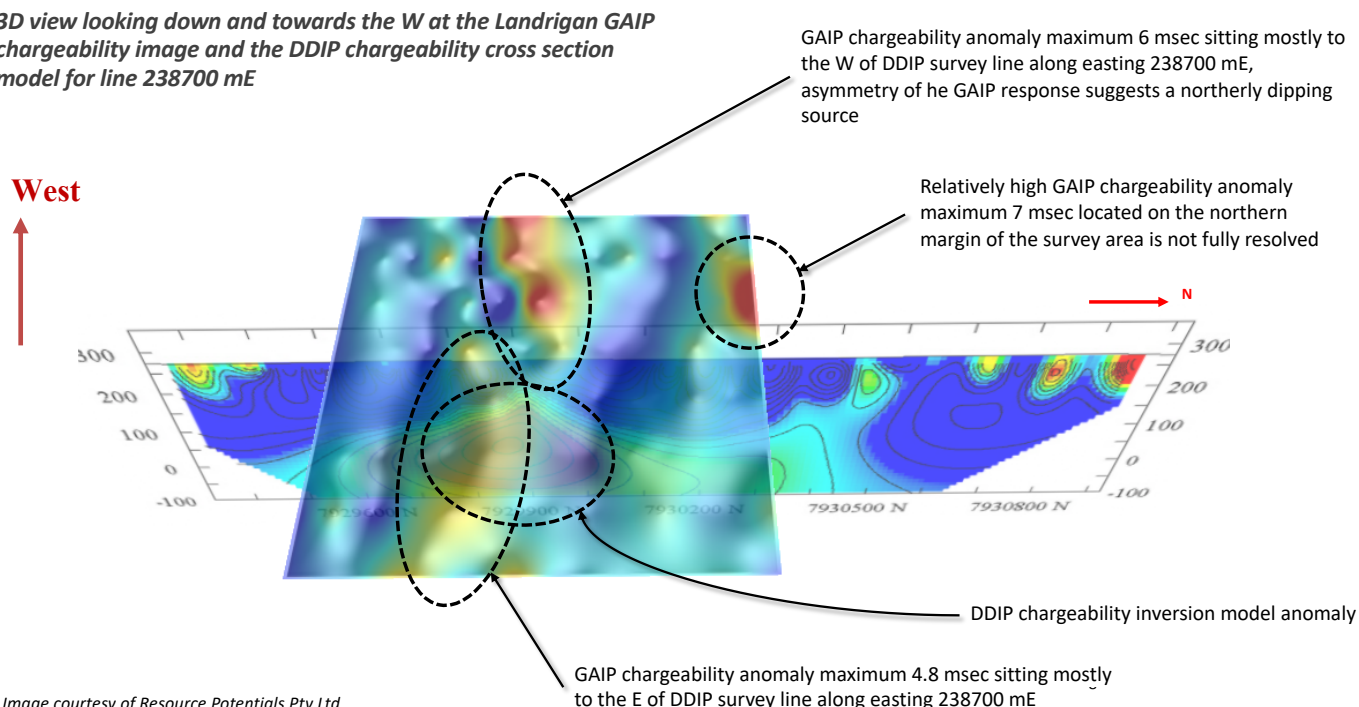 3D view looking down and towards the W at the Landrigan GAIP
chargeability image and the DDIP chargeability cross section
model for line 238700 mE
GAIP chargeability anomaly maximum 6 msec sitting mostly to
the W of DDIP survey line along easting 238700 mE,
asymmetry of he GAIP response suggests a northerly dipping
source
West
Relatively high GAIP chargeability anomaly
maximum 7 msec located on the northern
margin of the survey area is not fully resolved
N
300
200
100
0
-100
300
200
100
0
-100
7929600 N
7929900 N
7930200 N
7930500 N
7930800 N
DDIP chargeability inversion model anomaly
GAIP chargeability anomaly maximum 4.8 msec sitting mostly
to the E of DDIP survey line along easting 238700 mE
Image courtesy of Resource Potentials Pty Ltd